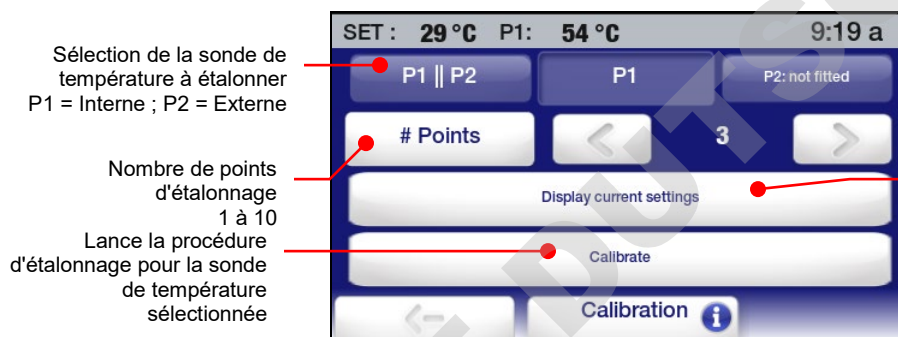 SET : 29 °C P1: 54 °C 9:19 a
Sélection de la sonde de
température à étalonner
P1 = Interne ; P2 = Externe
P1 || P2 P1 P2: not fitted
# Points < 3 >
Nombre de points
d'étalonnage
1 à 10
Display current settings
Lance la procédure
d'étalonnage pour la sonde
de température
sélectionnée
Calibrate
Calibration i